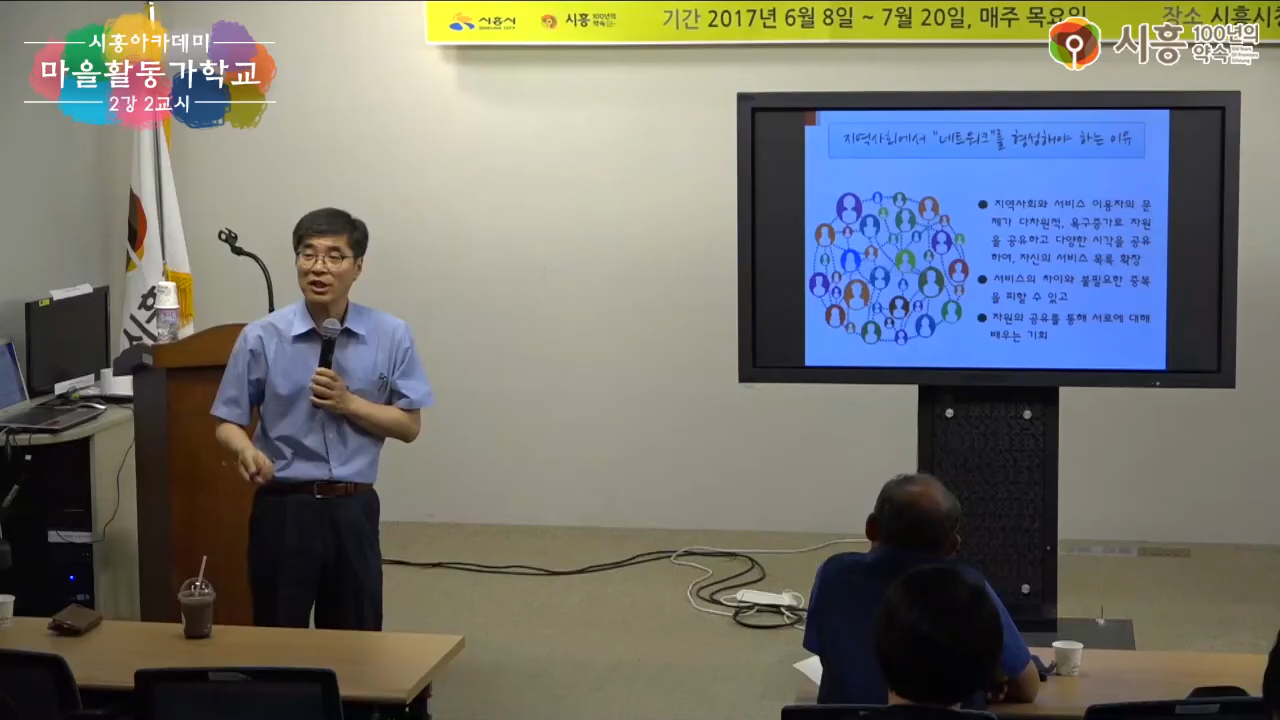 시흥아카데미
마을활동가학교
2강 2교시
시흥시
시흥 100년의
기간 2017년 6월 8일 ~ 7월 20일, 매주 목요일
장소 시흥시청
시흥 100년의 약속
지역사회에서 "네트워크"를 형성해야 하는 이유
● 지역사회와 서비스 이용자의 문
제가 다차원적, 욕구증가로 자원
을 공유하고 다양한 시각을 공유
하여, 자신의 서비스 목록 확장
● 서비스의 차이와 불필요한 중복
을 피할 수 있고
● 자원의 공유를 통해 서로에 대해
배우는 기회